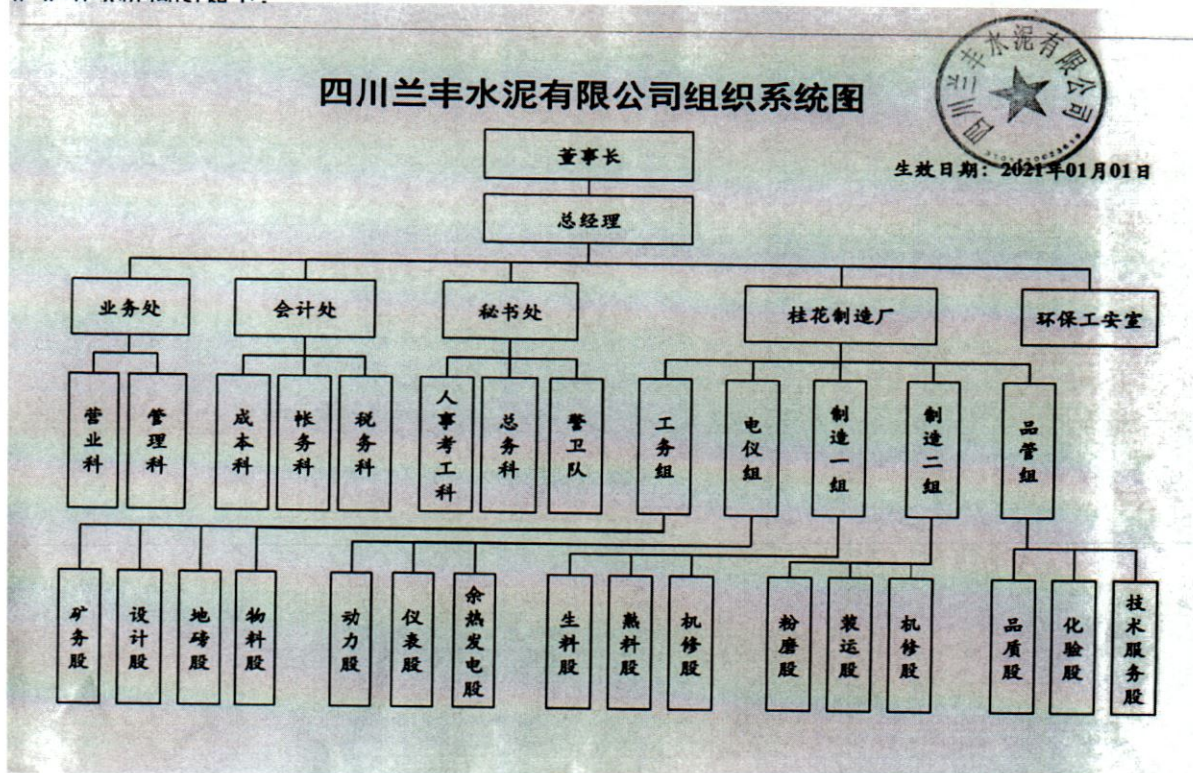 四川兰丰水泥有限公司组织系统图
四川兰丰水泥有限公司
生效日期：2021年01月01日
董事长
总经理
业务处
会计处
秘书处
桂花制造厂
环保工安室
营业科
管理科
成本科
帐务科
税务科
人事考工科
总务科
警卫队
工务组
电仪组
制造一组
制造二组
品管组
矿务股
设计股
地磅股
物料股
动力股
仪表股
余热发电股
生料股
熟料股
机修股
粉磨股
装运股
机修股
品质股
化验股
技术服务股